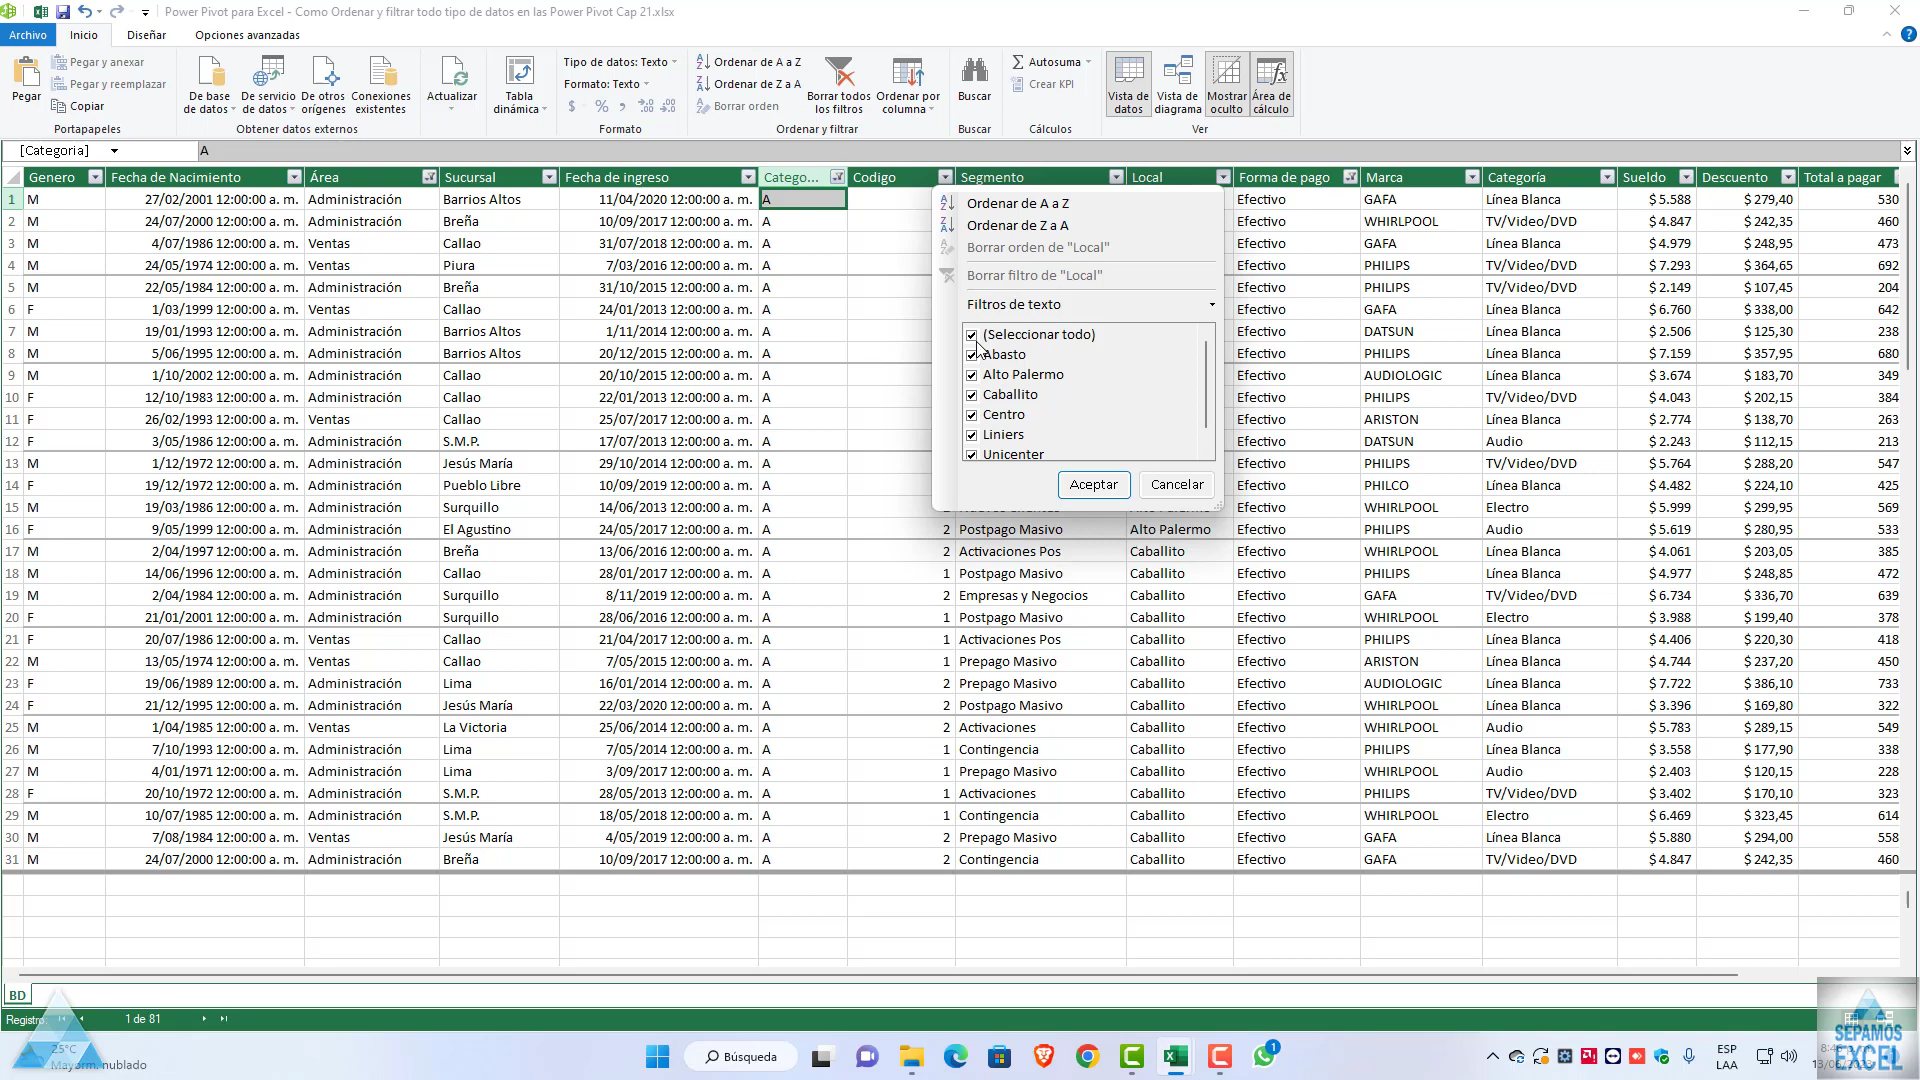 Power Pivot para Excel - Como Ordenar y filtrar todo tipo de datos en las Power Pivot Cap 21.xlsx
Archivo Inicio Diseñar Opciones avanzadas
Pegar
Pegar y anexar
Pegar y reemplazar
Copiar
Portapapeles
De base de datos
De servicio de datos
De otros orígenes
Conexiones existentes
Obtener datos externos
Actualizar
Tabla dinámica
Tipo de datos: Texto
Formato: Texto
$ % ,
Formato
Ordenar de A a Z
Ordenar de Z a A
Borrar orden
Borrar todos los filtros
Ordenar por columna
Ordenar y filtrar
Buscar
Buscar
Autosuma
Crear KPI
Cálculos
Vista de datos
Vista de diagrama
Mostrar oculto
Área de cálculo
Ver
[Categoria] A
Genero Fecha de Nacimiento Área Sucursal Fecha de ingreso Catego... Codigo Segmento Local Forma de pago Marca Categoría Sueldo Descuento Total a pagar
1 M 27/02/2001 12:00:00 a. m. Administración Barrios Altos 11/04/2020 12:00:00 a. m. A Efectivo GAFA Línea Blanca $ 5.588 $ 279,40 530
2 M 24/07/2000 12:00:00 a. m. Administración Breña 10/09/2017 12:00:00 a. m. A Efectivo WHIRLPOOL TV/Video/DVD $ 4.847 $ 242,35 460
3 M 4/07/1986 12:00:00 a. m. Ventas Callao 31/07/2018 12:00:00 a. m. A Efectivo GAFA Línea Blanca $ 4.979 $ 248,95 473
4 M 24/05/1974 12:00:00 a. m. Ventas Piura 7/03/2016 12:00:00 a. m. A Efectivo PHILIPS TV/Video/DVD $ 7.293 $ 364,65 692
5 M 22/05/1984 12:00:00 a. m. Administración Breña 31/10/2015 12:00:00 a. m. A Efectivo PHILIPS TV/Video/DVD $ 2.149 $ 107,45 204
6 F 1/03/1999 12:00:00 a. m. Ventas Callao 24/01/2013 12:00:00 a. m. A Efectivo GAFA Línea Blanca $ 6.760 $ 338,00 642
7 M 19/01/1993 12:00:00 a. m. Administración Barrios Altos 1/11/2014 12:00:00 a. m. A Efectivo DATSUN Línea Blanca $ 2.506 $ 125,30 238
8 M 5/06/1995 12:00:00 a. m. Administración Barrios Altos 20/12/2015 12:00:00 a. m. A Efectivo PHILIPS Línea Blanca $ 7.159 $ 357,95 680
9 M 1/10/2002 12:00:00 a. m. Administración Callao 20/10/2015 12:00:00 a. m. A Efectivo AUDIOLOGIC Línea Blanca $ 3.674 $ 183,70 349
10 F 12/10/1983 12:00:00 a. m. Administración Callao 22/01/2013 12:00:00 a. m. A Efectivo PHILIPS TV/Video/DVD $ 4.043 $ 202,15 384
11 F 26/02/1993 12:00:00 a. m. Ventas Callao 25/07/2017 12:00:00 a. m. A Efectivo ARISTON Línea Blanca $ 2.774 $ 138,70 263
12 F 3/05/1986 12:00:00 a. m. Administración S.M.P. 17/07/2013 12:00:00 a. m. A Efectivo DATSUN Audio $ 2.243 $ 112,15 213
13 M 1/12/1972 12:00:00 a. m. Administración Jesús María 29/10/2014 12:00:00 a. m. A Efectivo PHILIPS TV/Video/DVD $ 5.764 $ 288,20 547
14 F 19/12/1972 12:00:00 a. m. Administración Pueblo Libre 10/09/2019 12:00:00 a. m. A Efectivo PHILCO Línea Blanca $ 4.482 $ 224,10 425
15 M 19/03/1986 12:00:00 a. m. Administración Surquillo 14/06/2013 12:00:00 a. m. A Efectivo WHIRLPOOL Electro $ 5.999 $ 299,95 569
16 F 9/05/1999 12:00:00 a. m. Administración El Agustino 24/05/2017 12:00:00 a. m. A 2 Postpago Masivo Alto Palermo Efectivo PHILIPS Audio $ 5.619 $ 280,95 533
17 M 2/04/1997 12:00:00 a. m. Administración Breña 13/06/2016 12:00:00 a. m. A 2 Activaciones Pos Caballito Efectivo WHIRLPOOL Línea Blanca $ 4.061 $ 203,05 385
18 M 14/06/1996 12:00:00 a. m. Administración Callao 28/01/2017 12:00:00 a. m. A 1 Postpago Masivo Caballito Efectivo PHILIPS Línea Blanca $ 4.977 $ 248,85 472
19 M 2/04/1984 12:00:00 a. m. Administración Surquillo 8/11/2019 12:00:00 a. m. A 2 Empresas y Negocios Caballito Efectivo GAFA TV/Video/DVD $ 6.734 $ 336,70 639
20 F 21/01/2001 12:00:00 a. m. Administración Surquillo 28/06/2016 12:00:00 a. m. A 1 Postpago Masivo Caballito Efectivo WHIRLPOOL Electro $ 3.988 $ 199,40 378
21 F 20/07/1986 12:00:00 a. m. Ventas Callao 21/04/2017 12:00:00 a. m. A 1 Activaciones Pos Caballito Efectivo PHILIPS Línea Blanca $ 4.406 $ 220,30 418
22 M 13/05/1974 12:00:00 a. m. Ventas Callao 7/05/2015 12:00:00 a. m. A 1 Prepago Masivo Caballito Efectivo ARISTON Línea Blanca $ 4.744 $ 237,20 450
23 F 19/06/1989 12:00:00 a. m. Administración Lima 16/01/2014 12:00:00 a. m. A 2 Prepago Masivo Caballito Efectivo AUDIOLOGIC Línea Blanca $ 7.722 $ 386,10 733
24 F 21/12/1995 12:00:00 a. m. Administración Jesús María 22/03/2020 12:00:00 a. m. A 2 Postpago Masivo Caballito Efectivo WHIRLPOOL Línea Blanca $ 3.396 $ 169,80 322
25 M 1/04/1985 12:00:00 a. m. Ventas La Victoria 25/06/2014 12:00:00 a. m. A 2 Activaciones Caballito Efectivo WHIRLPOOL Audio $ 5.783 $ 289,15 549
26 M 7/10/1993 12:00:00 a. m. Administración Lima 7/05/2014 12:00:00 a. m. A 1 Contingencia Caballito Efectivo PHILIPS Línea Blanca $ 3.558 $ 177,90 338
27 M 4/01/1971 12:00:00 a. m. Administración Lima 3/09/2017 12:00:00 a. m. A 1 Prepago Masivo Caballito Efectivo WHIRLPOOL Audio $ 2.403 $ 120,15 228
28 F 20/10/1972 12:00:00 a. m. Administración S.M.P. 28/05/2013 12:00:00 a. m. A 1 Activaciones Caballito Efectivo PHILIPS TV/Video/DVD $ 3.402 $ 170,10 323
29 M 10/07/1985 12:00:00 a. m. Administración S.M.P. 18/05/2018 12:00:00 a. m. A 1 Contingencia Caballito Efectivo WHIRLPOOL Electro $ 6.469 $ 323,45 614
30 M 7/08/1984 12:00:00 a. m. Ventas Jesús María 4/05/2019 12:00:00 a. m. A 2 Prepago Masivo Caballito Efectivo GAFA Línea Blanca $ 5.880 $ 294,00 558
31 M 24/07/2000 12:00:00 a. m. Administración Breña 10/09/2017 12:00:00 a. m. A 2 Contingencia Caballito Efectivo GAFA TV/Video/DVD $ 4.847 $ 242,35 460
Ordenar de A a Z
Ordenar de Z a A
Borrar orden de "Local"
Borrar filtro de "Local"
Filtros de texto
(Seleccionar todo)
Abasto
Alto Palermo
Caballito
Centro
Liniers
Unicenter
Aceptar Cancelar
BD
Registro: 1 de 81
25°C
Mayorm. nublado
Búsqueda
1
ESP
LAA
SEPAMOS
EXCEL